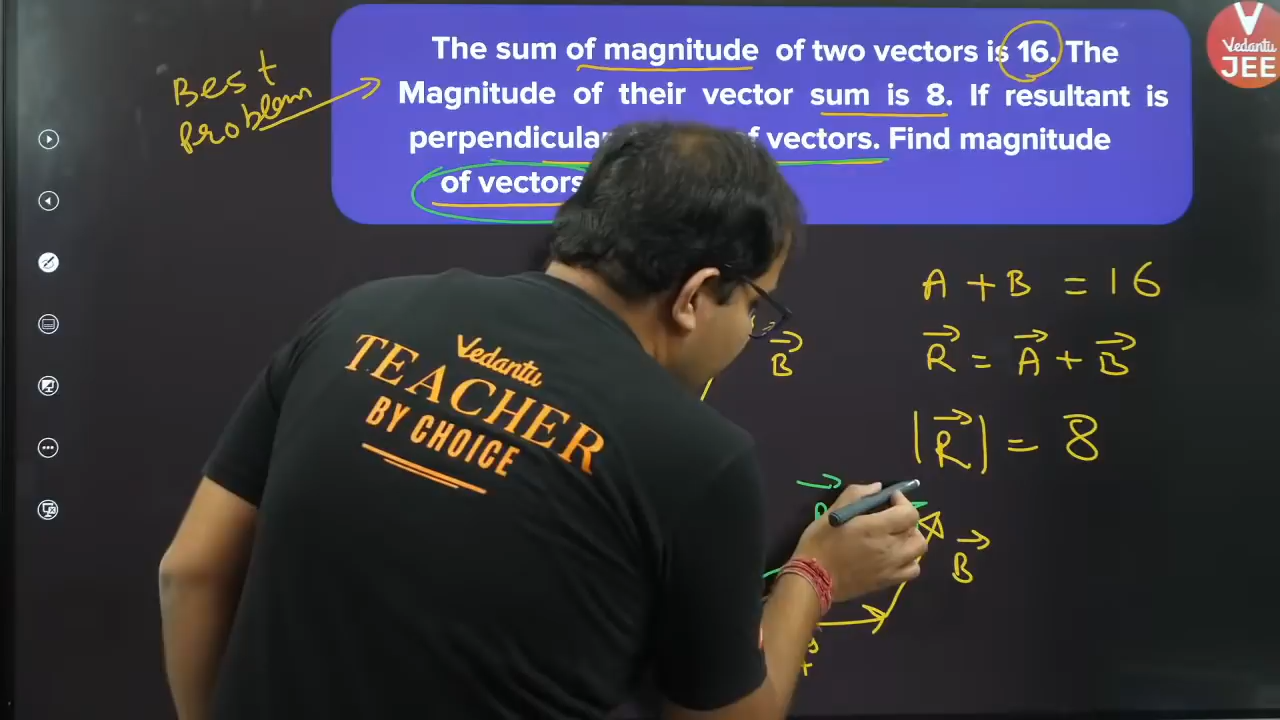 Best
Problem
The sum of magnitude of two vectors is 16. The
Magnitude of their vector sum is 8. If resultant is
perpendicular of vectors. Find magnitude
of vectors
Vedantu
JEE
A + B = 16
R = A + B
|R| = 8
B
B
Vedantu
TEACHER
BY CHOICE